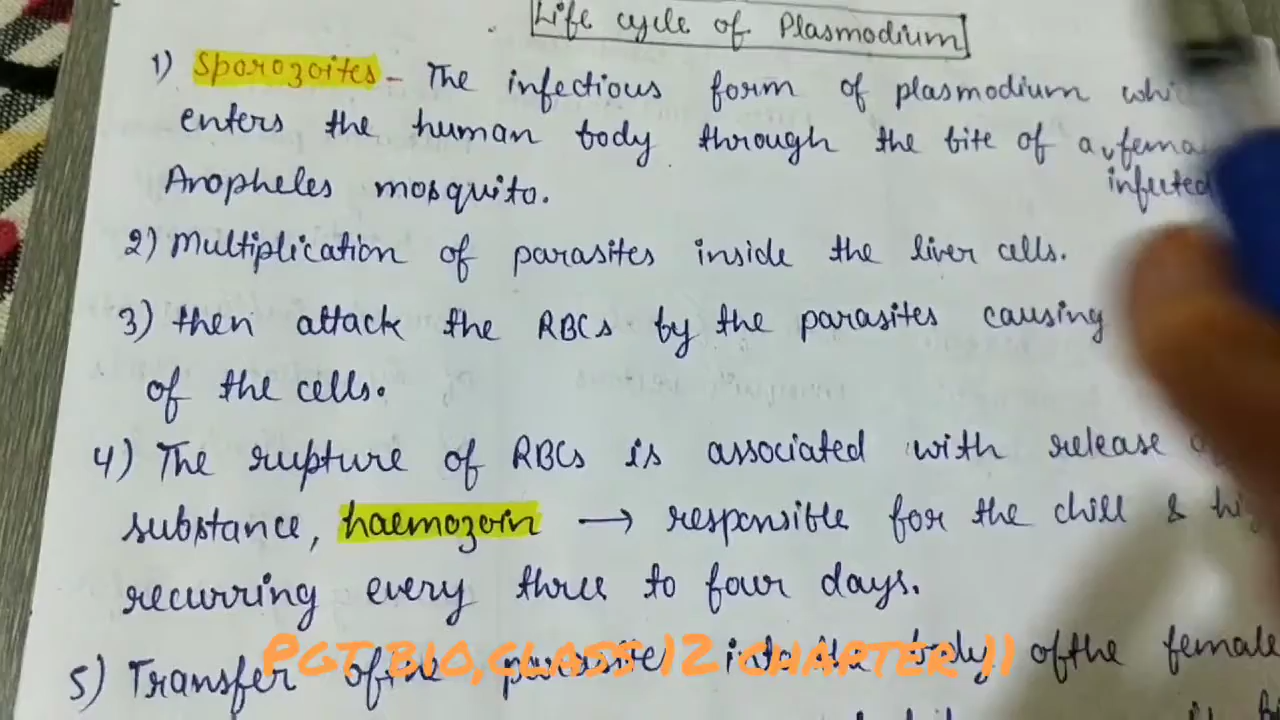 Life cycle of Plasmodium
1) Sporozoites - The infectious form of plasmodium
enters the human body through the bite of a
infected
Anopheles mosquito.
2) Multiplication of parasites inside the liver cells.
3) then attack the RBCs by the parasites causing
of the cells.
4) The rupture of RBCs is associated with release
substance, haemozoin → responsible for the chill &
recurring every three to four days.
5) Transfer of the parasite into the body of the female
PGT BIO, CLASS 12 CHAPTER 11